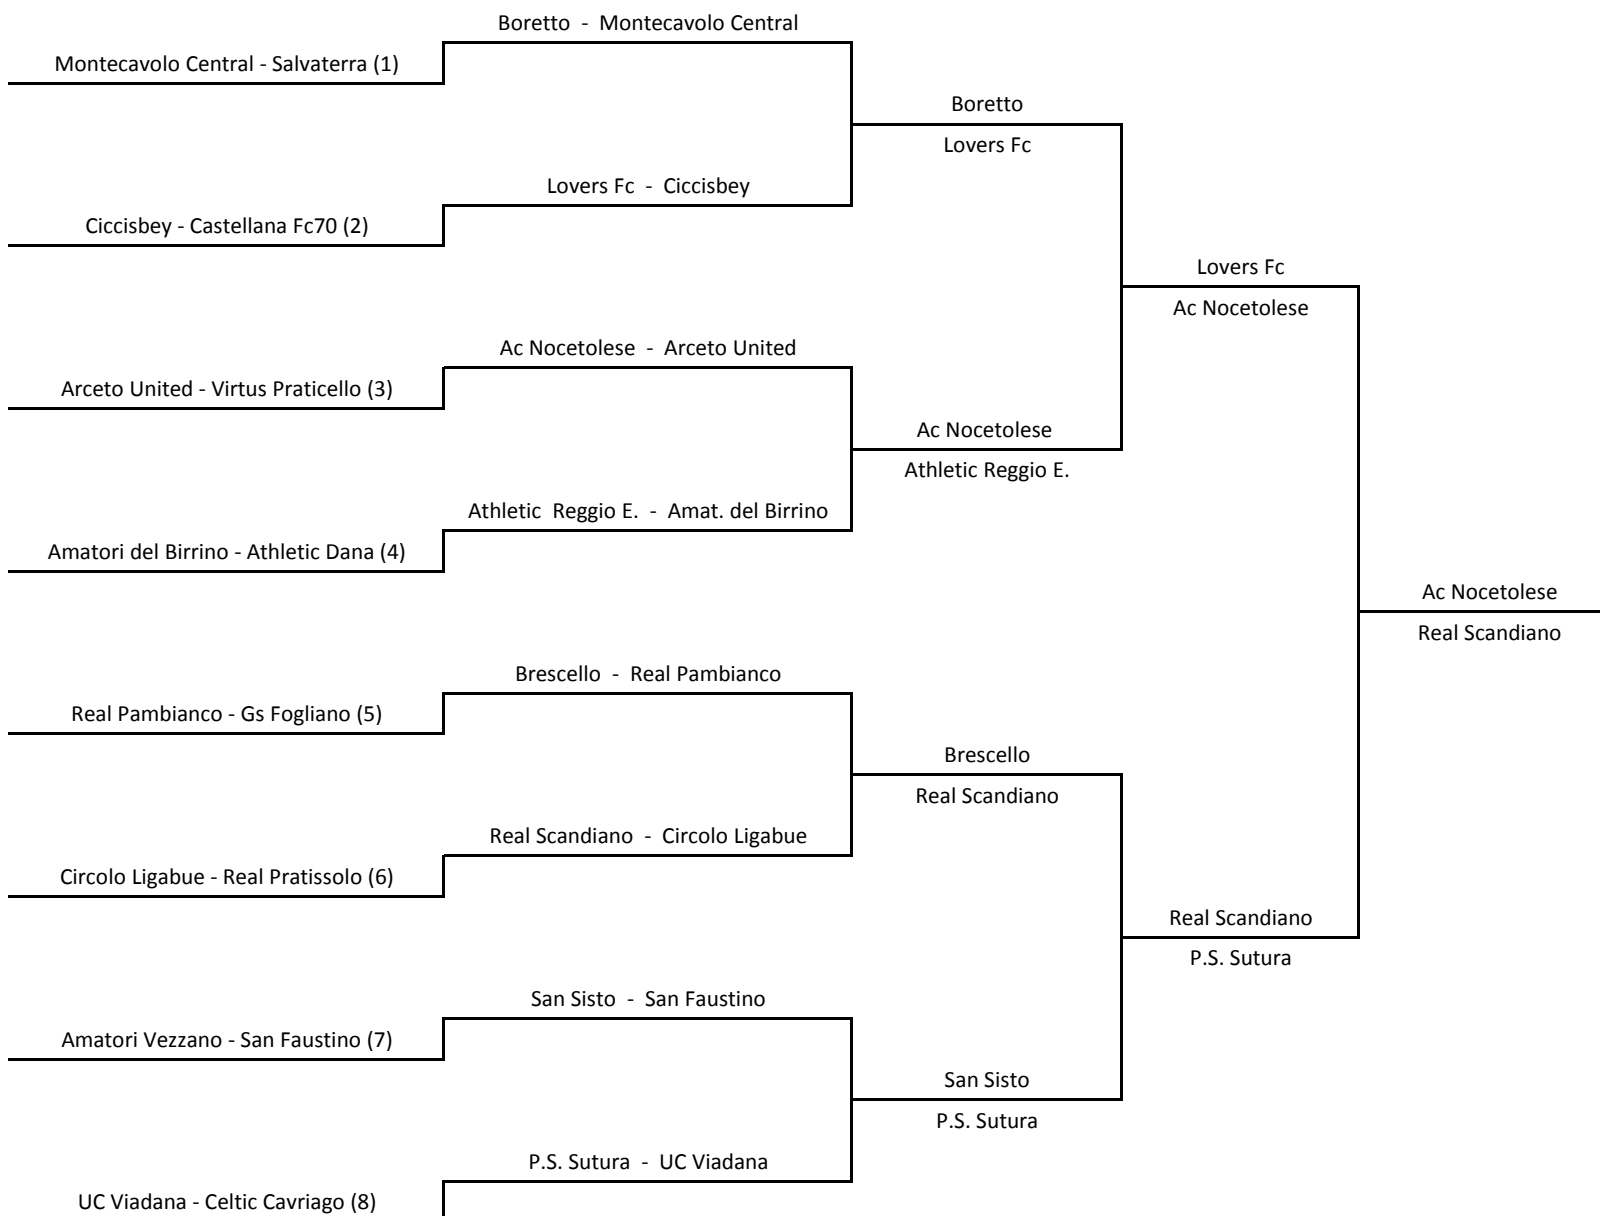 Montecavolo Central - Salvaterra (1)
Ciccisbey - Castellana Fc70 (2)
Arceto United - Virtus Praticello (3)
Amatori del Birrino - Athletic Dana (4)
Real Pambianco - Gs Fogliano (5)
Circolo Ligabue - Real Pratissolo (6)
Amatori Vezzano - San Faustino (7)
UC Viadana - Celtic Cavriago (8)
Boretto - Montecavolo Central
Lovers Fc - Ciccisbey
Ac Nocetolese - Arceto United
Athletic Reggio E. - Amat. del Birrino
Brescello - Real Pambianco
Real Scandiano - Circolo Ligabue
San Sisto - San Faustino
P.S. Sutura - UC Viadana
Boretto
Lovers Fc
Ac Nocetolese
Athletic Reggio E.
Brescello
Real Scandiano
San Sisto
P.S. Sutura
Lovers Fc
Ac Nocetolese
Real Scandiano
P.S. Sutura
Ac Nocetolese
Real Scandiano